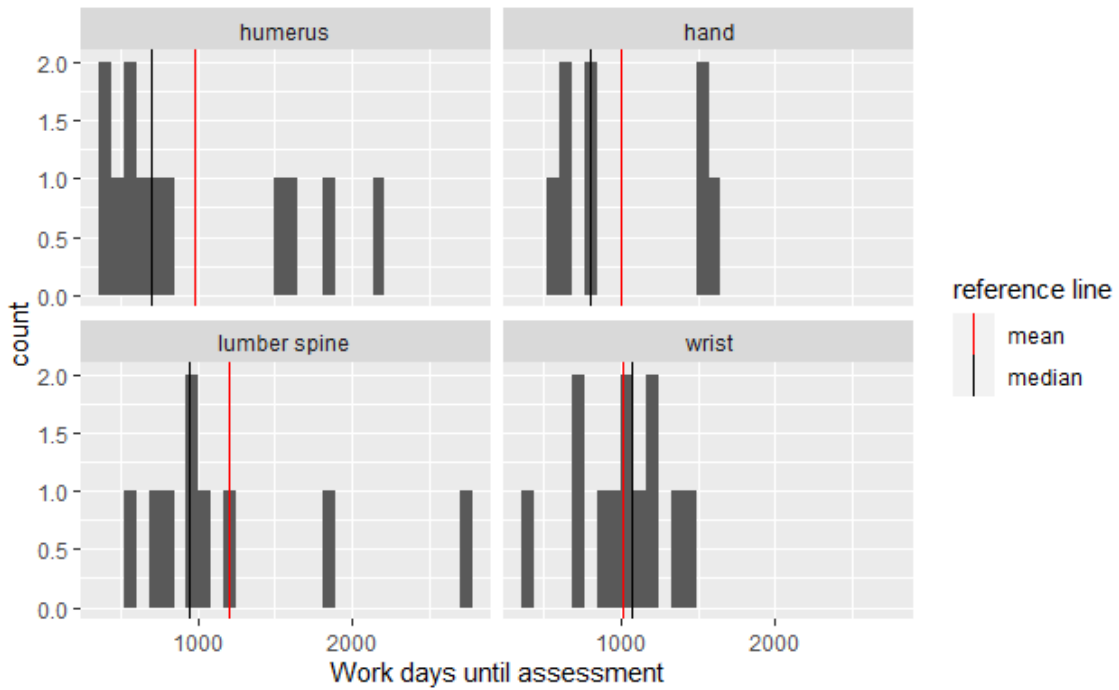 humerus
hand
2.0
1.5
1.0
0.5
0.0
lumber spine
wrist
2.0
1.5
1.0
0.5
0.0
count
1000
2000
1000
2000
Work days until assessment
reference line
mean
median